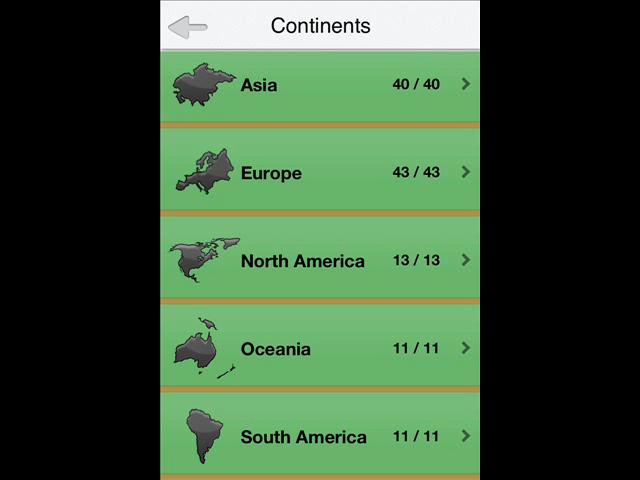 Continents
Asia 40 / 40
Europe 43 / 43
North America 13 / 13
Oceania 11 / 11
South America 11 / 11